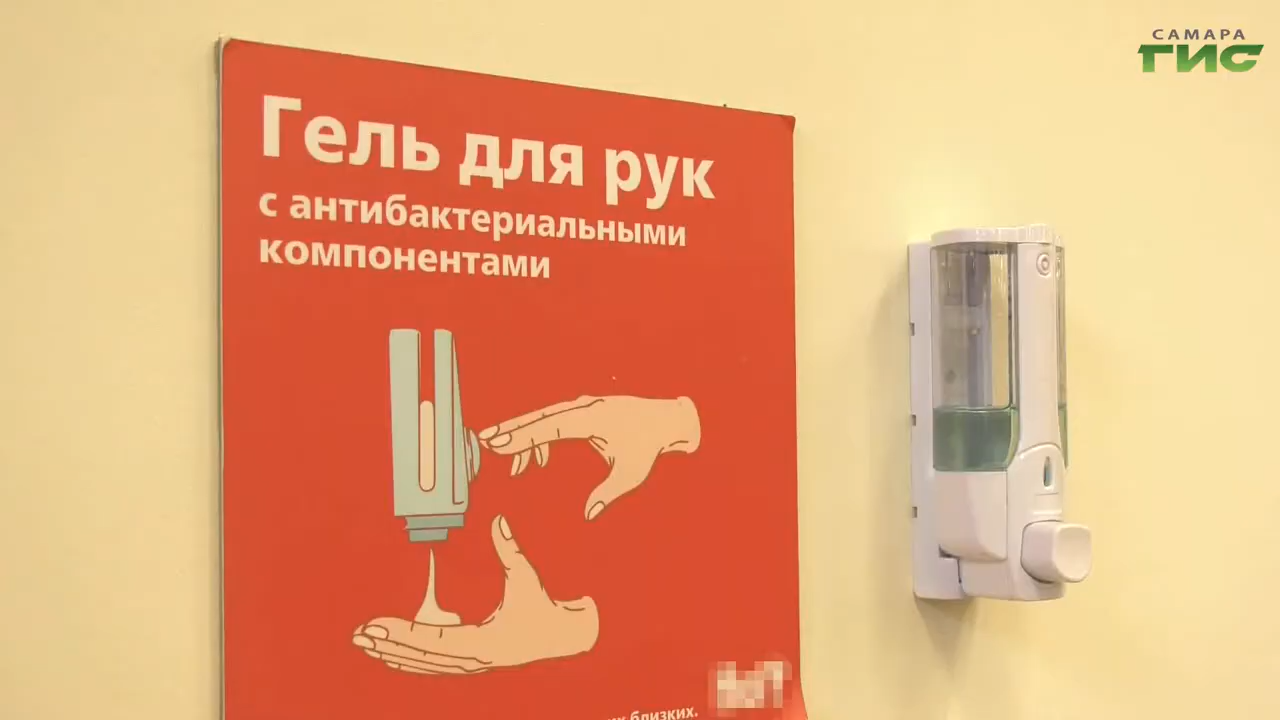 САМАРА
ГИС
Гель для рук
с антибактериальными
компонентами
близких.